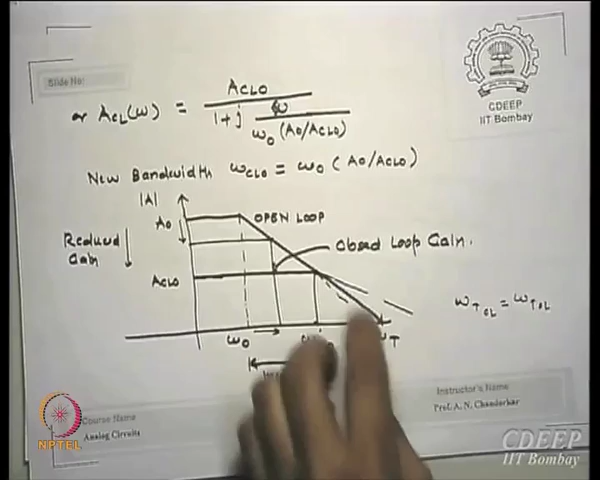 Slide No:
CDEEP
IIT Bombay
or ACL(ω) = ACLO / 1 + j ω / ω0 (A0/ACLO)
New Bandwidth ωCLO = ω0 (A0/ACLO)
|A|
A0
OPEN LOOP
Reduced
Gain
Closed Loop Gain.
ACLO
ωTCL = ωTOL
ω0
T
Course Name
Analog Circuits
Instructor's Name
Prof. A. N. Chandorkar
NPTEL
CDEEP
IIT Bombay